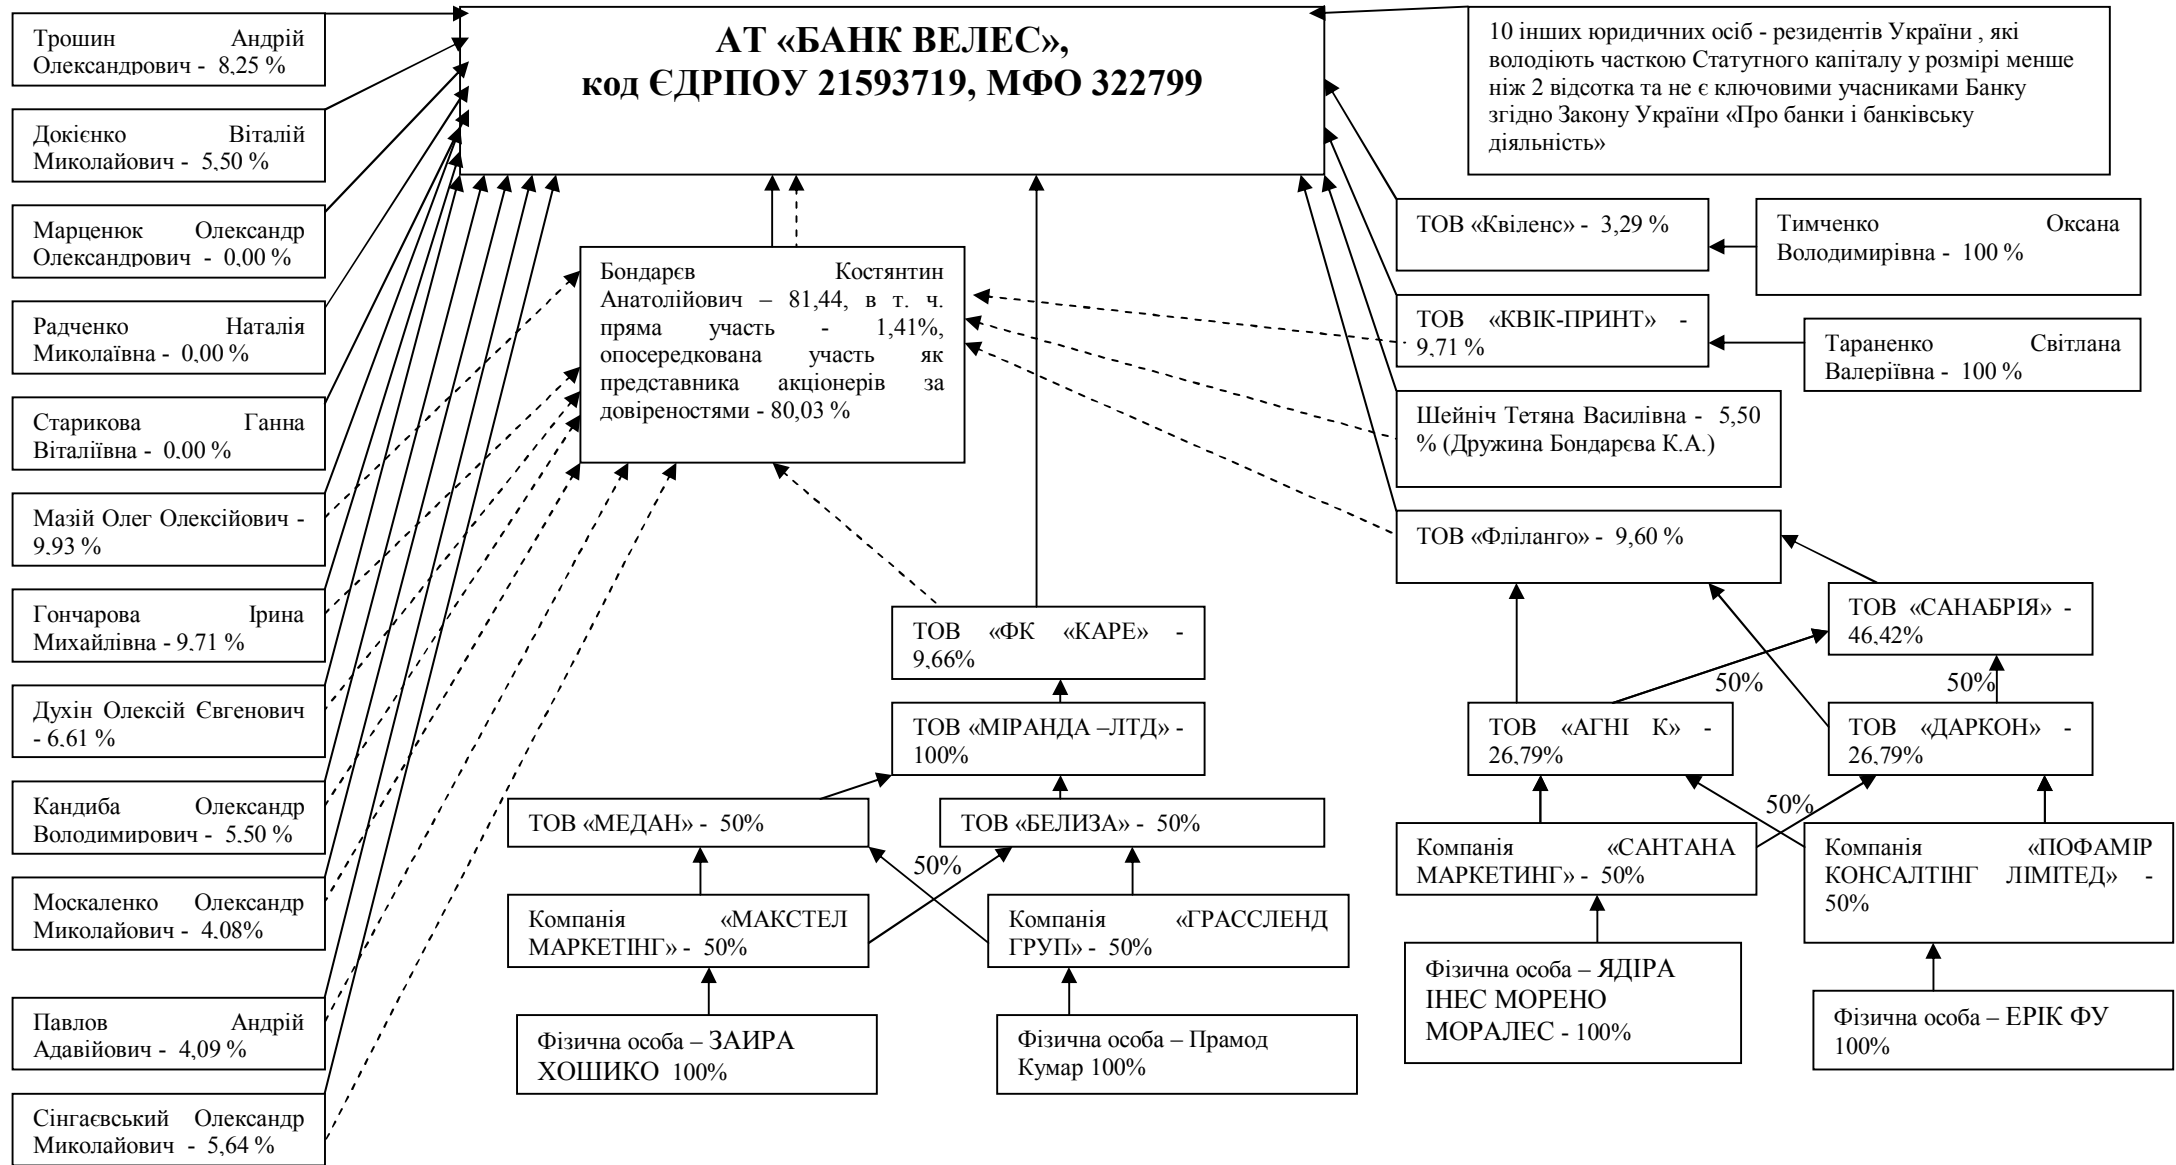 АТ «БАНК ВЕЛЕС»,
код ЄДРПОУ 21593719, МФО 322799
10 інших юридичних осіб - резидентів України , які
володіють часткою Статутного капіталу у розмірі менше
ніж 2 відсотка та не є ключовими учасниками Банку
згідно Закону України «Про банки і банківську
діяльність»
Трошин Андрій
Олександрович - 8,25 %
Докієнко Віталій
Миколайович - 5,50 %
Марценюк Олександр
Олександрович - 0,00 %
Радченко Наталія
Миколаївна - 0,00 %
Старикова Ганна
Віталіївна - 0,00 %
Мазій Олег Олексійович -
9,93 %
Гончарова Ірина
Михайлівна - 9,71 %
Духін Олексій Євгенович
- 6,61 %
Кандиба Олександр
Володимирович - 5,50 %
Москаленко Олександр
Миколайович - 4,08%
Павлов Андрій
Адавійович - 4,09 %
Сінгаєвський Олександр
Миколайович - 5,64 %
Бондарєв Костянтин
Анатолійович – 81,44, в т. ч.
пряма участь - 1,41%,
опосередкована участь як
представника акціонерів за
довіреностями - 80,03 %
ТОВ «ФК «КАРЕ» -
9,66%
ТОВ «МІРАНДА –ЛТД» -
100%
ТОВ «МЕДАН» - 50%
ТОВ «БЕЛИЗА» - 50%
50%
Компанія «МАКСТЕЛ
МАРКЕТІНГ» - 50%
Компанія «ГРАССЛЕНД
ГРУП» - 50%
Фізична особа – ЗАИРА
ХОШИКО 100%
Фізична особа – Прамод
Кумар 100%
ТОВ «Квіленс» - 3,29 %
Тимченко Оксана
Володимирівна - 100 %
ТОВ «КВІК-ПРИНТ» -
9,71 %
Тараненко Світлана
Валеріївна - 100 %
Шейніч Тетяна Василівна - 5,50
% (Дружина Бондарєва К.А.)
ТОВ «Фліланго» - 9,60 %
ТОВ «САНАБРІЯ» -
46,42%
50%
50%
ТОВ «АГНІ К» -
26,79%
ТОВ «ДАРКОН» -
26,79%
50%
Компанія «САНТАНА
МАРКЕТИНГ» - 50%
Компанія «ПОФАМІР
КОНСАЛТІНГ ЛІМІТЕД» -
50%
Фізична особа – ЯДІРА
ІНЕС МОРЕНО
МОРАЛЕС - 100%
Фізична особа – ЕРІК ФУ
100%